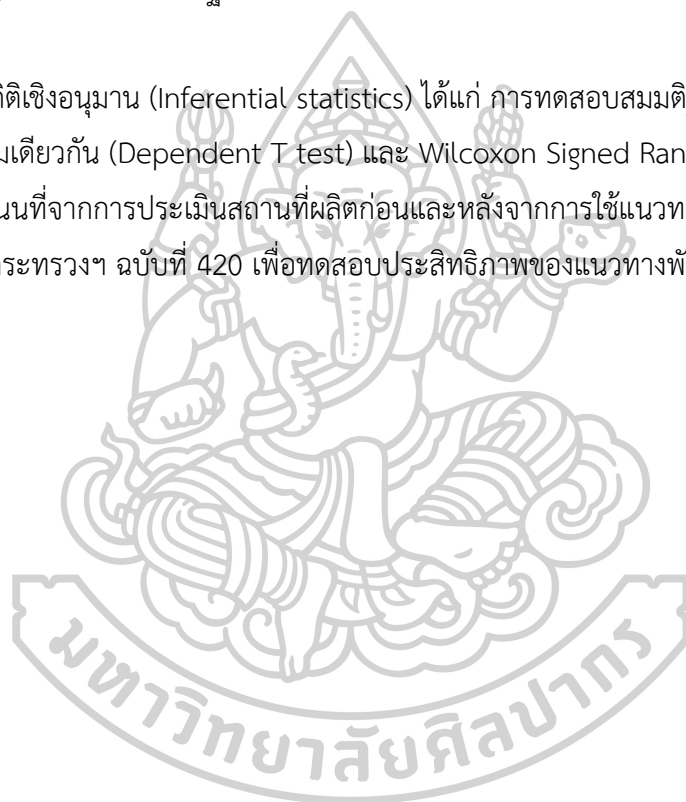 ติเชิงอนุมาน (Inferential statistics) ได้แก่ การทดสอบสมมติ
มเดียวกัน (Dependent T test) และ Wilcoxon Signed Ran
นนที่จากการประเมินสถานที่ผลิตก่อนและหลังจากการใช้แนวท
กระทรวงฯ ฉบับที่ 420 เพื่อทดสอบประสิทธิภาพของแนวทางพั
มหาวิทยาลัยศิลปากร